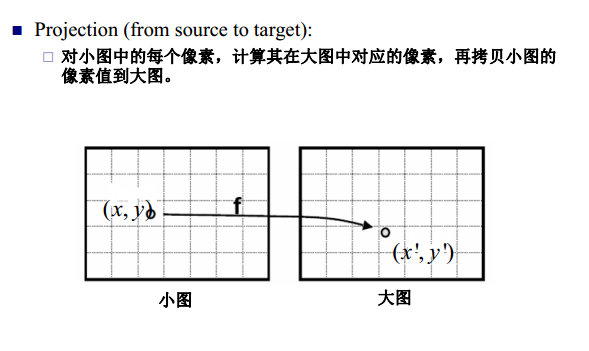 Projection (from source to target):
对小图中的每个像素，计算其在大图中对应的像素，再拷贝小图的
像素值到大图。
f
(x, y)
(x', y')
小图
大图